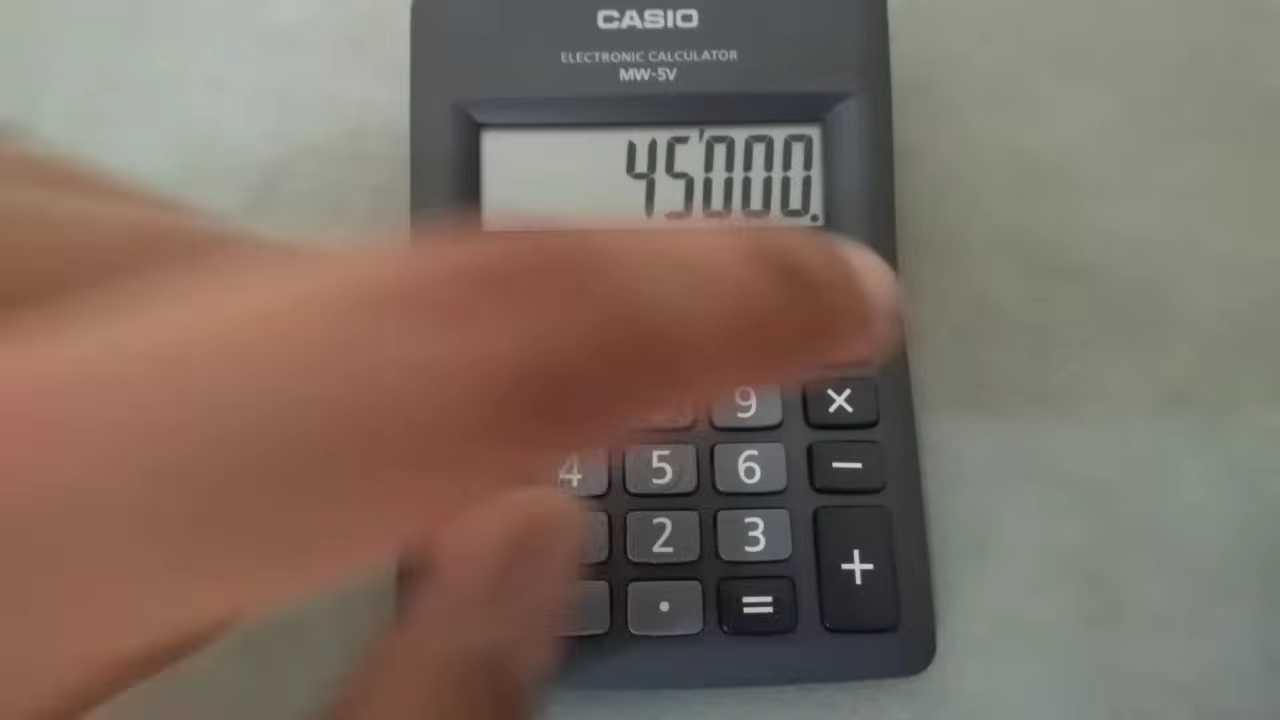 CASIO
ELECTRONIC CALCULATOR
MW-5V
45'000.
9 ×
4 5 6 −
2 3 +
· =